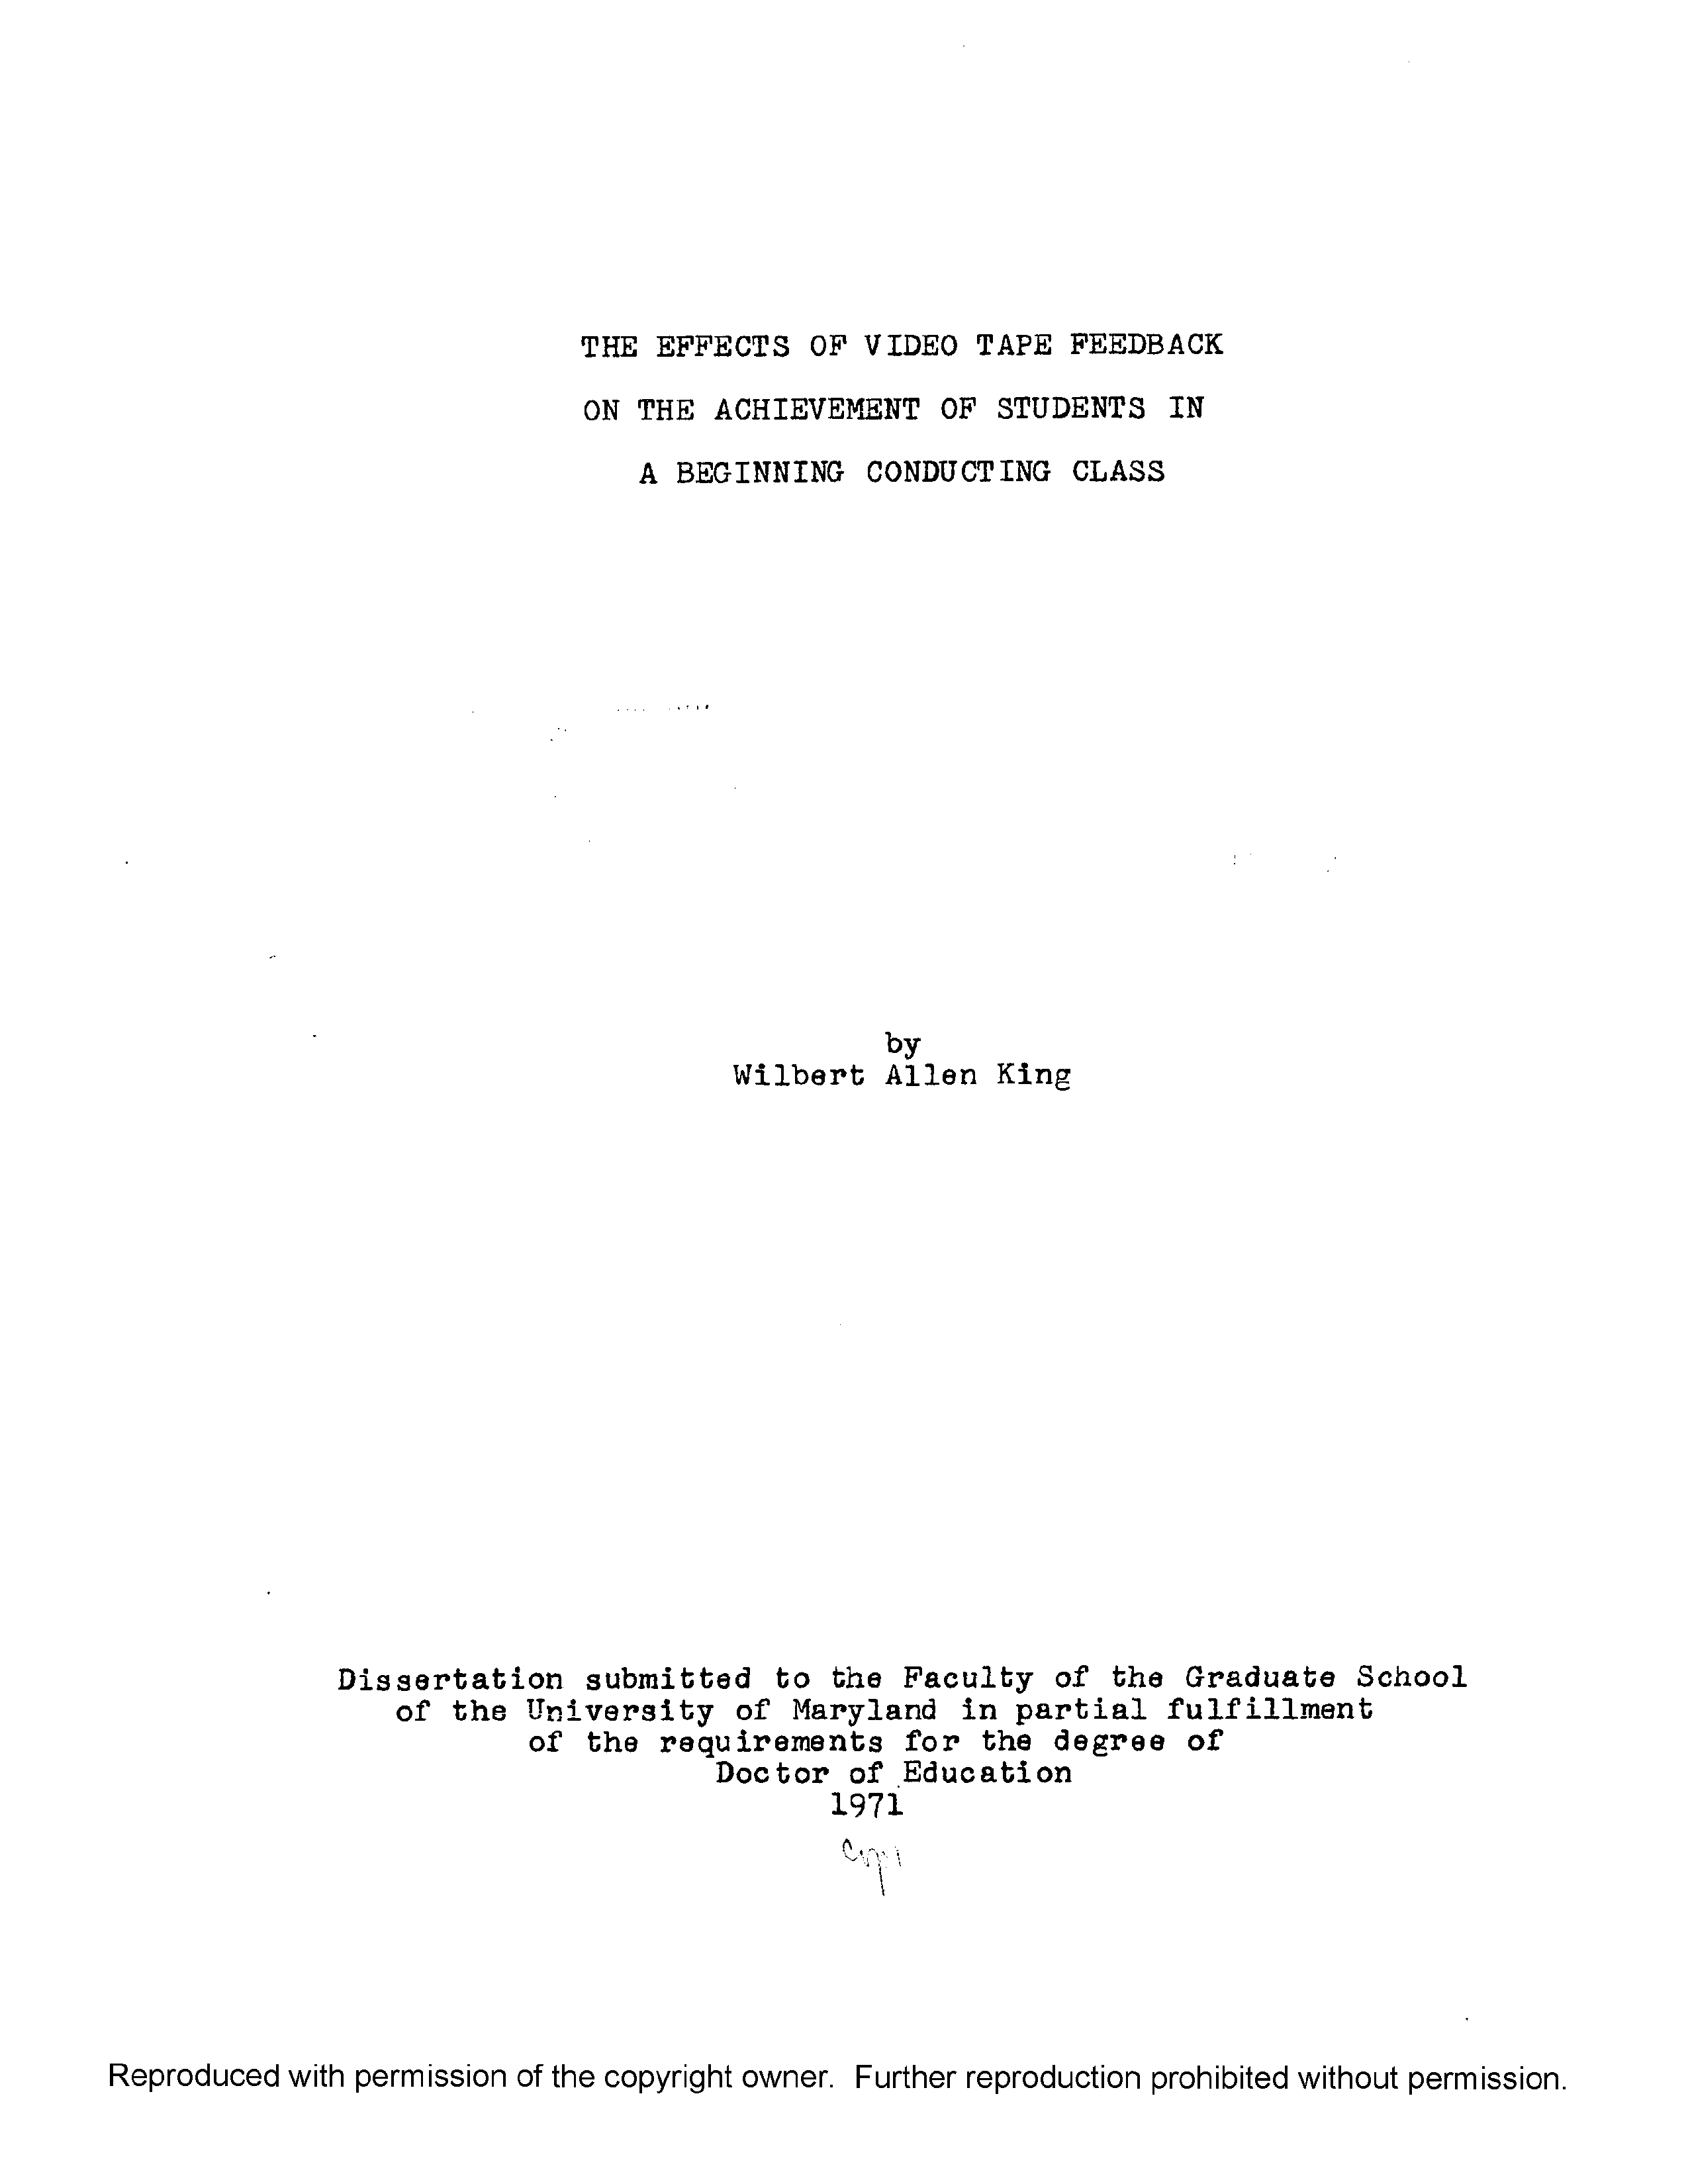 THE EFFECTS OF VIDEO TAPE FEEDBACK
ON THE ACHIEVEMENT OF STUDENTS IN
A BEGINNING CONDUCTING CLASS
by
Wilbert Allen King
Dissertation submitted to the Faculty of the Graduate School
of the University of Maryland in partial fulfillment
of the requirements for the degree of
Doctor of Education
1971
Reproduced with permission of the copyright owner. Further reproduction prohibited without permission.